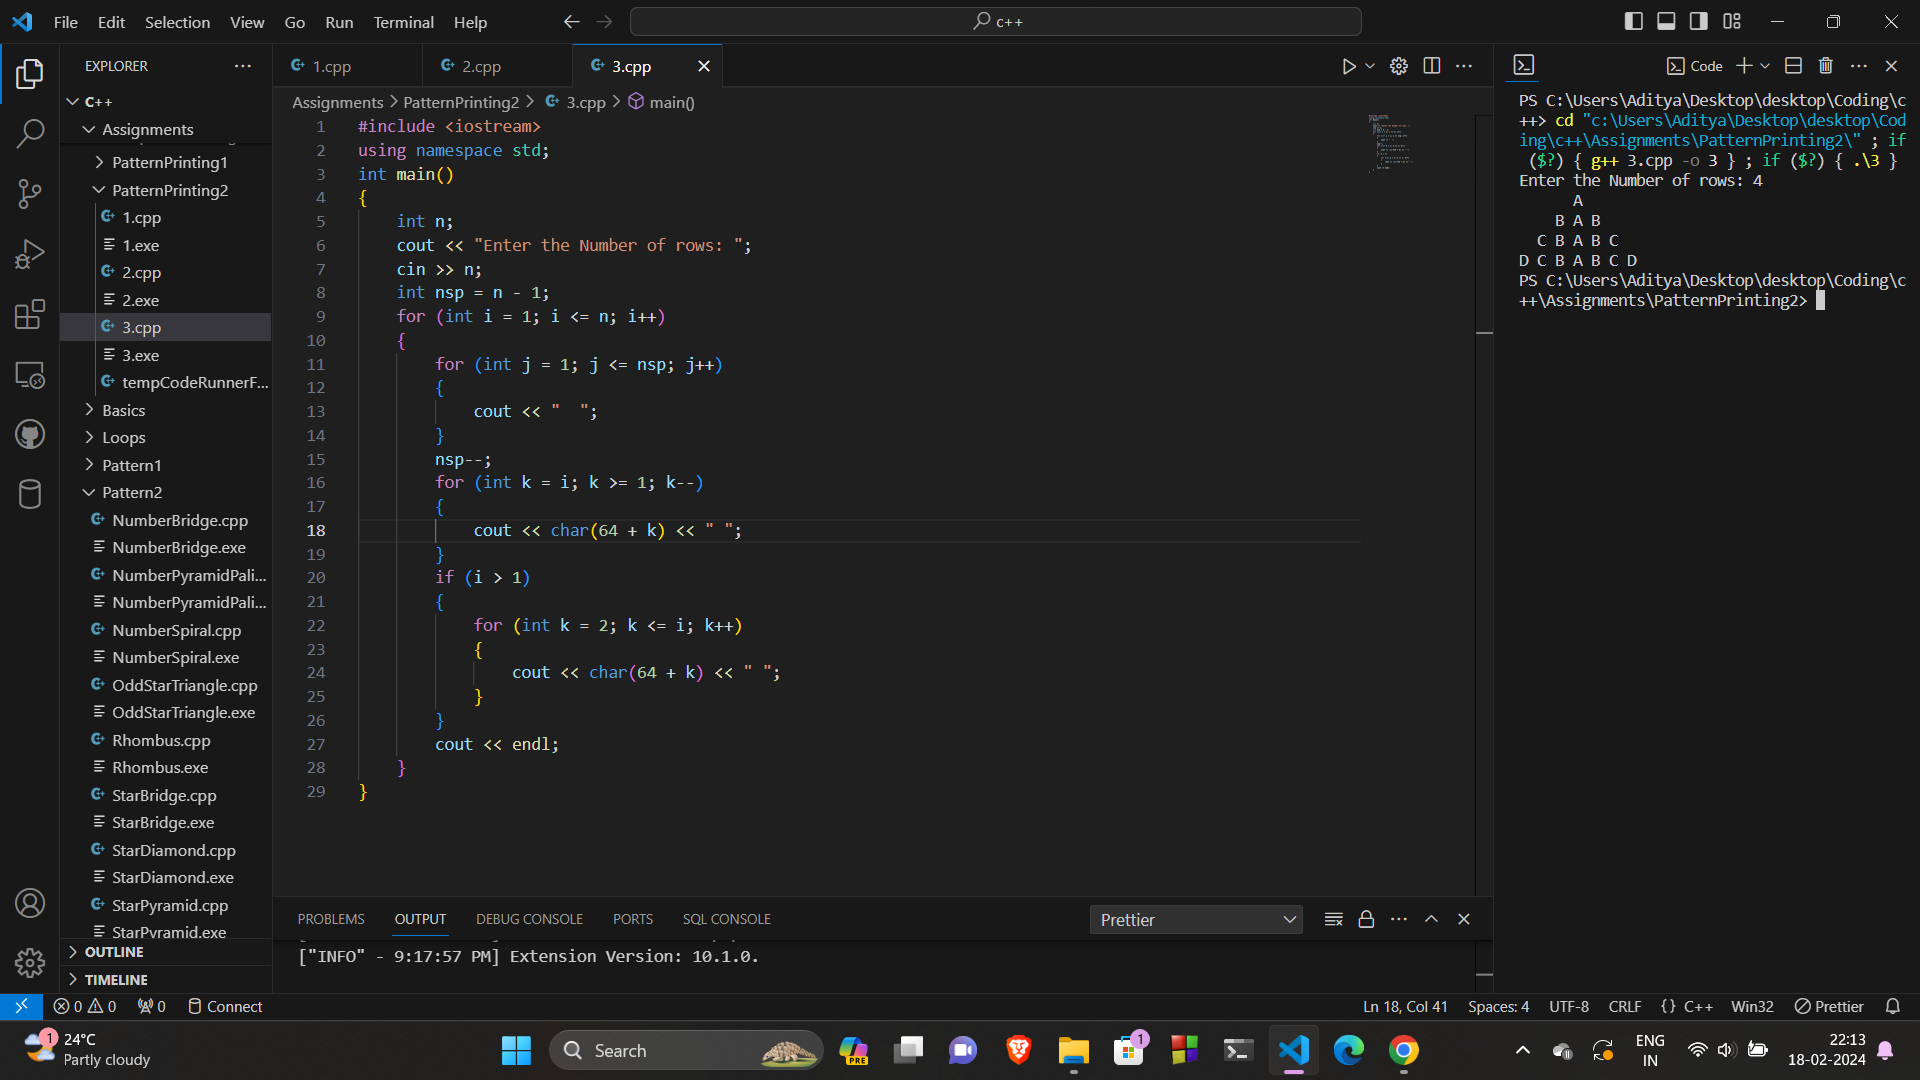 File Edit Selection View Go Run Terminal Help
c++
EXPLORER
C++
Assignments
PatternPrinting1
PatternPrinting2
1.cpp
1.exe
2.cpp
2.exe
3.cpp
3.exe
tempCodeRunnerF...
Basics
Loops
Pattern1
Pattern2
NumberBridge.cpp
NumberBridge.exe
NumberPyramidPali...
NumberPyramidPali...
NumberSpiral.cpp
NumberSpiral.exe
OddStarTriangle.cpp
OddStarTriangle.exe
Rhombus.cpp
Rhombus.exe
StarBridge.cpp
StarBridge.exe
StarDiamond.cpp
StarDiamond.exe
StarPyramid.cpp
StarPyramid.exe
OUTLINE
TIMELINE
1.cpp 2.cpp 3.cpp
Assignments > PatternPrinting2 > 3.cpp > main()
1 #include <iostream>
2 using namespace std;
3 int main()
4 {
5 int n;
6 cout << "Enter the Number of rows: ";
7 cin >> n;
8 int nsp = n - 1;
9 for (int i = 1; i <= n; i++)
10 {
11 for (int j = 1; j <= nsp; j++)
12 {
13 cout << "  ";
14 }
15 nsp--;
16 for (int k = i; k >= 1; k--)
17 {
18 cout << char(64 + k) << " ";
19 }
20 if (i > 1)
21 {
22 for (int k = 2; k <= i; k++)
23 {
24 cout << char(64 + k) << " ";
25 }
26 }
27 cout << endl;
28 }
29 }
Code
PS C:\Users\Aditya\Desktop\desktop\Coding\c
++> cd "c:\Users\Aditya\Desktop\desktop\Cod
ing\c++\Assignments\PatternPrinting2\" ; if
($?) { g++ 3.cpp -o 3 } ; if ($?) { .\3 }
Enter the Number of rows: 4
A
B A B
C B A B C
D C B A B C D
PS C:\Users\Aditya\Desktop\desktop\Coding\c
++\Assignments\PatternPrinting2>
PROBLEMS OUTPUT DEBUG CONSOLE PORTS SQL CONSOLE
Prettier
["INFO" - 9:17:57 PM] Extension Version: 10.1.0.
0 0 0 Connect
Ln 18, Col 41 Spaces: 4 UTF-8 CRLF {} C++ Win32 Prettier
1
24°C
Partly cloudy
Search
PRE
1
ENG
IN
22:13
18-02-2024